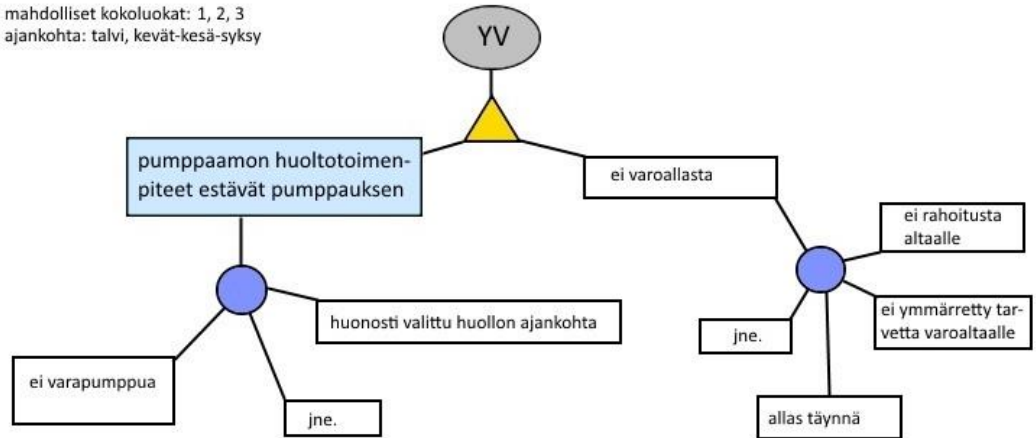 mahdolliset kokoluokat: 1, 2, 3
ajankohta: talvi, kevät-kesä-syksy
YV
pumppaamon huoltotoimen-
piteet estävät pumppauksen
ei varoallasta
ei rahoitusta
altaalle
ei ymmärretty tar-
vetta varoaltaalle
huonosti valittu huollon ajankohta
jne.
ei varapumppua
jne.
allas täynnä